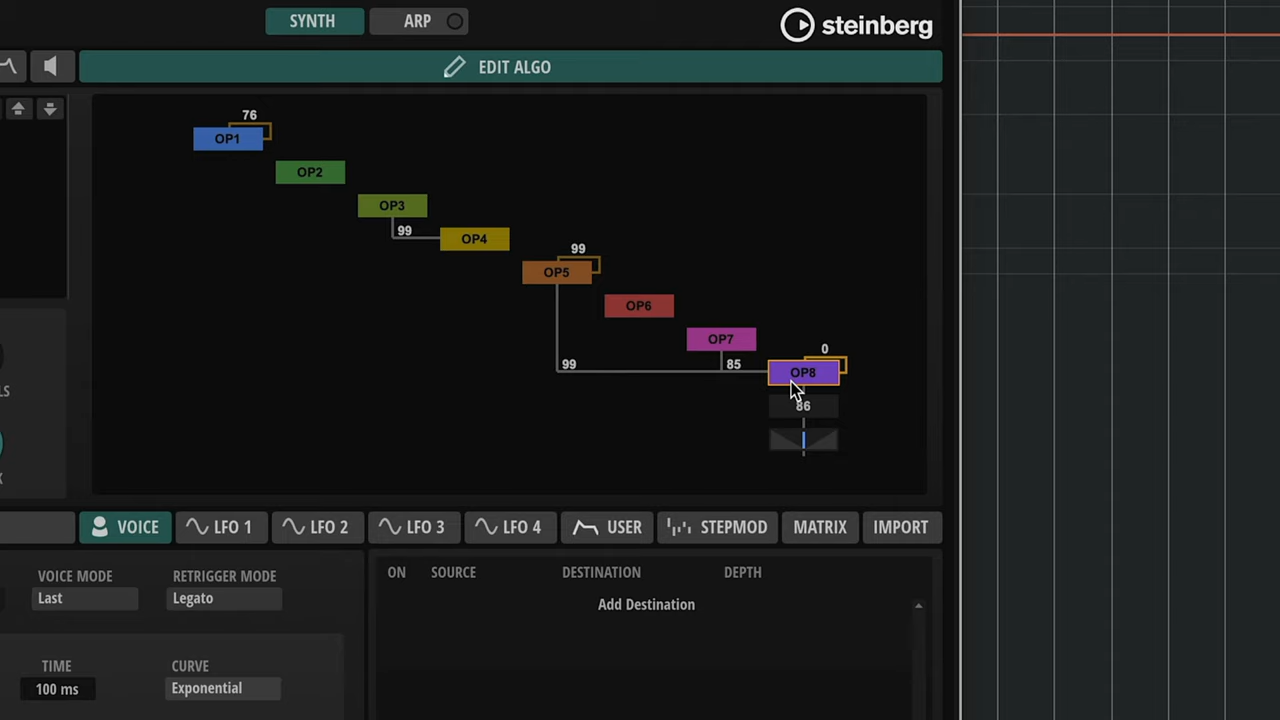 SYNTH ARP steinberg
EDIT ALGO
76
OP1
OP2
OP3
99
OP4
99
OP5
OP6
OP7
99
85
0
OP8
86
VOICE LFO 1 LFO 2 LFO 3 LFO 4 USER STEPMOD MATRIX IMPORT
VOICE MODE RETRIGGER MODE
Last Legato
ON SOURCE DESTINATION DEPTH
Add Destination
TIME CURVE
100 ms Exponential